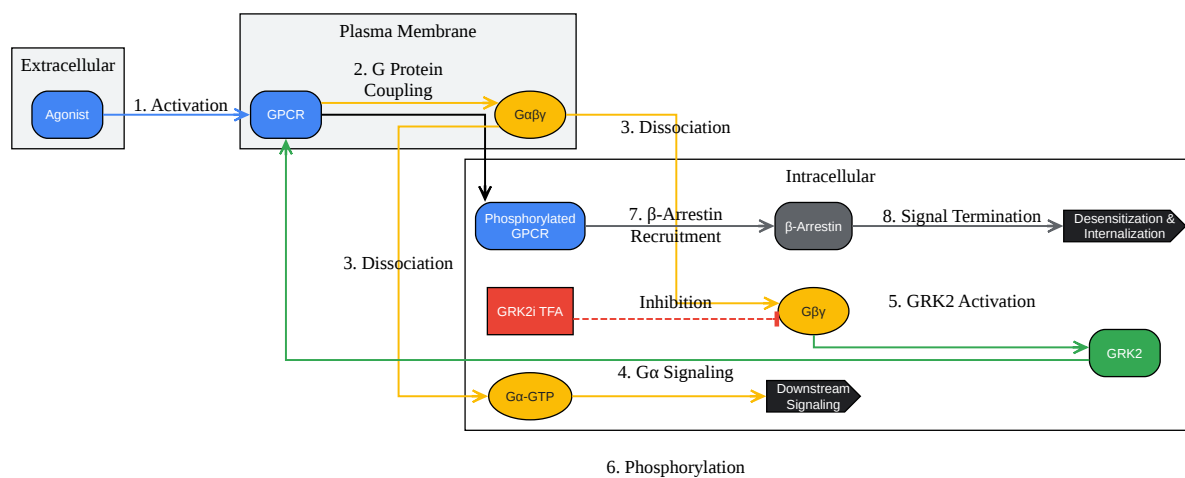 Plasma Membrane
Extracellular
2. G Protein
Coupling
Agonist
1. Activation
GPCR
Gαβγ
3. Dissociation
Intracellular
Phosphorylated
GPCR
7. β-Arrestin
Recruitment
β-Arrestin
8. Signal Termination
Desensitization &
Internalization
3. Dissociation
GRK2i TFA
Inhibition
Gβγ
5. GRK2 Activation
GRK2
4. Gα Signaling
Gα-GTP
Downstream
Signaling
6. Phosphorylation